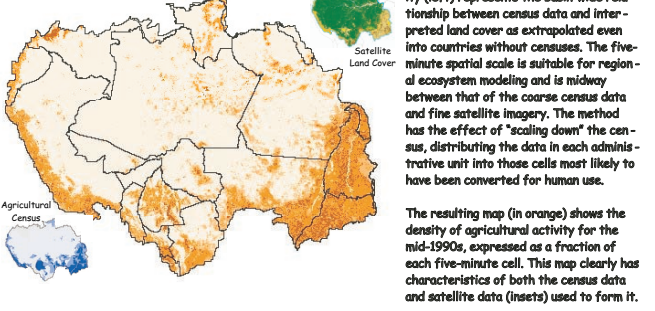 Satellite
Land Cover
Agricultural
Census
tionship between census data and inter-
preted land cover as extrapolated even
into countries without censuses. The five-
minute spatial scale is suitable for region-
al ecosystem modeling and is midway
between that of the coarse census data
and fine satellite imagery. The method
has the effect of "scaling down" the cen-
sus, distributing the data in each adminis-
trative unit into those cells most likely to
have been converted for human use.
The resulting map (in orange) shows the
density of agricultural activity for the
mid-1990s, expressed as a fraction of
each five-minute cell. This map clearly has
characteristics of both the census data
and satellite data (insets) used to form it.